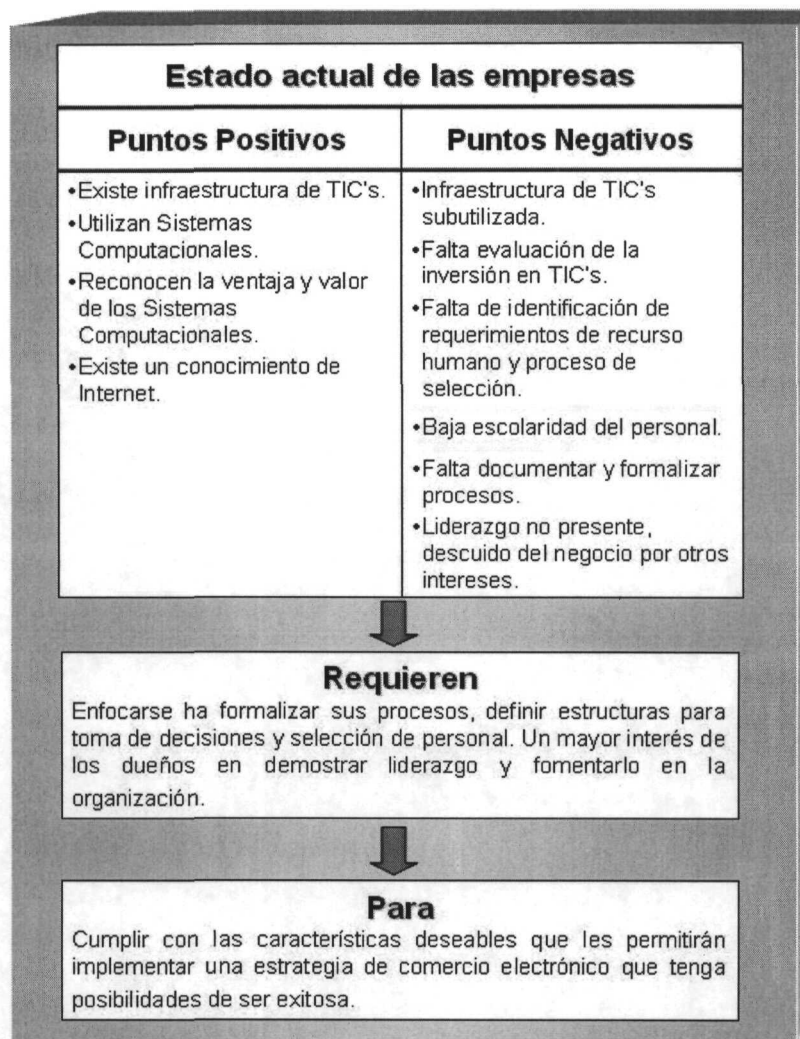 Estado actual de las empresas
Puntos Positivos
•Existe infraestructura de TIC's.
•Utilizan Sistemas
Computacionales.
•Reconocen la ventaja y valor
de los Sistemas
Computacionales.
•Existe un conocimiento de
Internet.
Puntos Negativos
•Infraestructura de TIC's
subutilizada.
•Falta evaluación de la
inversión en TIC's.
•Falta de identificación de
requerimientos de recurso
humano y proceso de
selección.
•Baja escolaridad del personal.
•Falta documentar y formalizar
procesos.
•Liderazgo no presente,
descuido del negocio por otros
intereses.
Requieren
Enfocarse ha formalizar sus procesos, definir estructuras para
toma de decisiones y selección de personal. Un mayor interés de
los dueños en demostrar liderazgo y fomentarlo en la
organización.
Para
Cumplir con las características deseables que les permitirán
implementar una estrategia de comercio electrónico que tenga
posibilidades de ser exitosa.